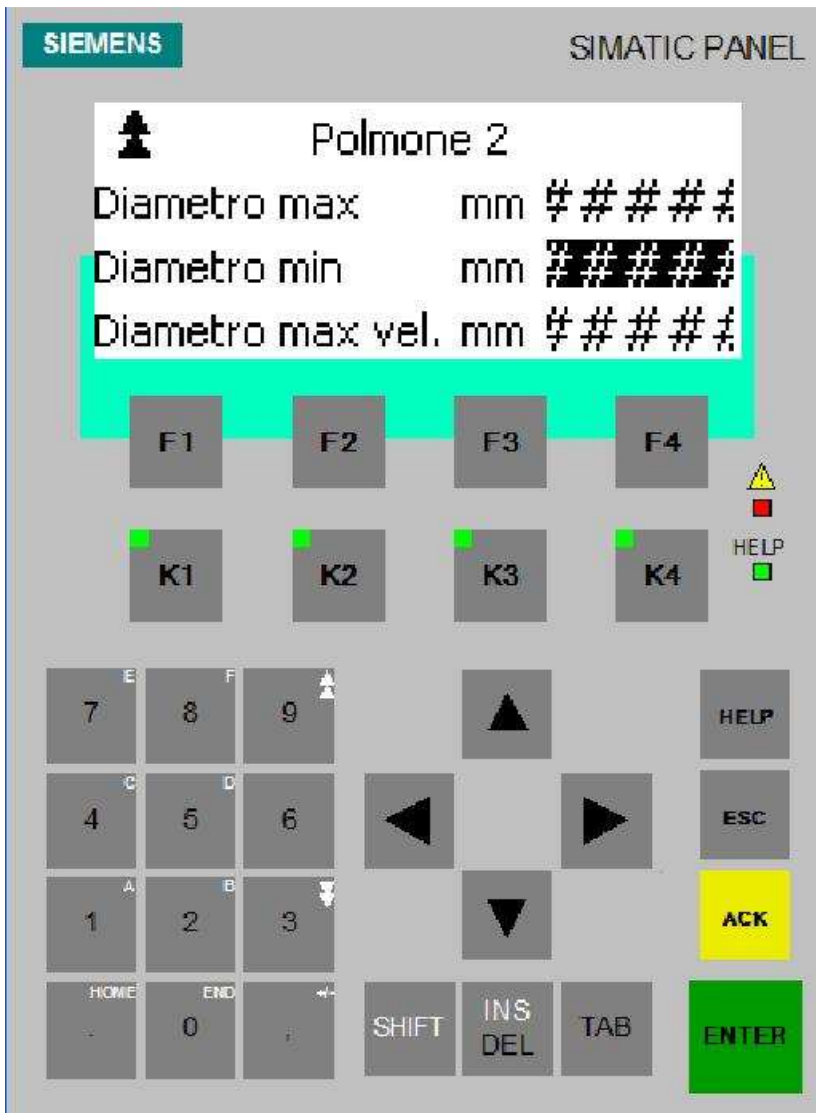 SIEMENS
SIMATIC PANEL
Polmone 2
Diametro max mm #####
Diametro min mm #####
Diametro max vel. mm #####
F1 F2 F3 F4
HELP
K1 K2 K3 K4
E F
7 8 9 HELP
C D
4 5 6 ESC
A B
1 2 3 ACK
HOME END +/-
. 0 , SHIFT INS DEL TAB ENTER